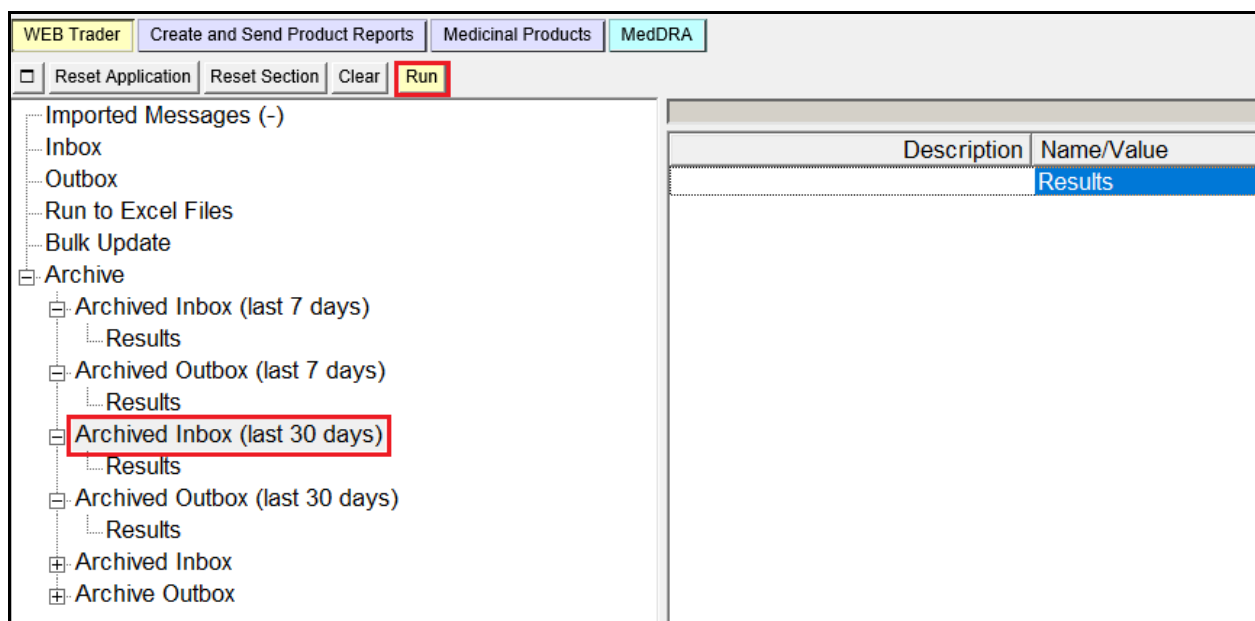 WEB Trader Create and Send Product Reports Medicinal Products MedDRA
Reset Application Reset Section Clear Run
Imported Messages (-)
Inbox
Outbox
Run to Excel Files
Bulk Update
Archive
Archived Inbox (last 7 days)
Results
Archived Outbox (last 7 days)
Results
Archived Inbox (last 30 days)
Results
Archived Outbox (last 30 days)
Results
Archived Inbox
Archive Outbox
Description Name/Value
Results